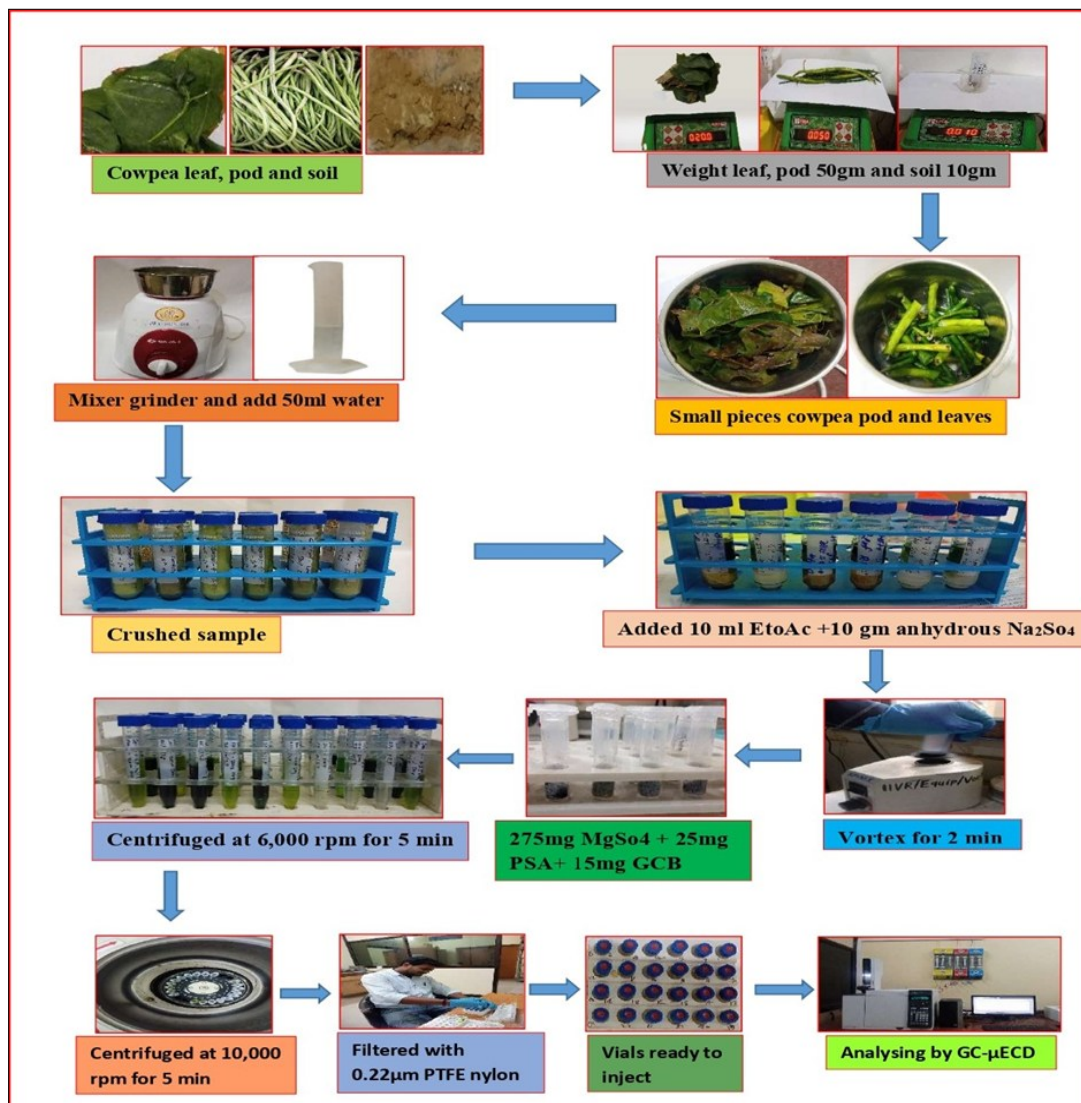 Cowpea leaf, pod and soil
Weight leaf, pod 50gm and soil 10gm
Mixer grinder and add 50ml water
Small pieces cowpea pod and leaves
Crushed sample
Added 10 ml EtoAc +10 gm anhydrous Na₂So₄
Centrifuged at 6,000 rpm for 5 min
275mg MgSo4 + 25mg
PSA+ 15mg GCB
Vortex for 2 min
Centrifuged at 10,000
rpm for 5 min
Filtered with
0.22µm PTFE nylon
Vials ready to
inject
Analysing by GC-µECD